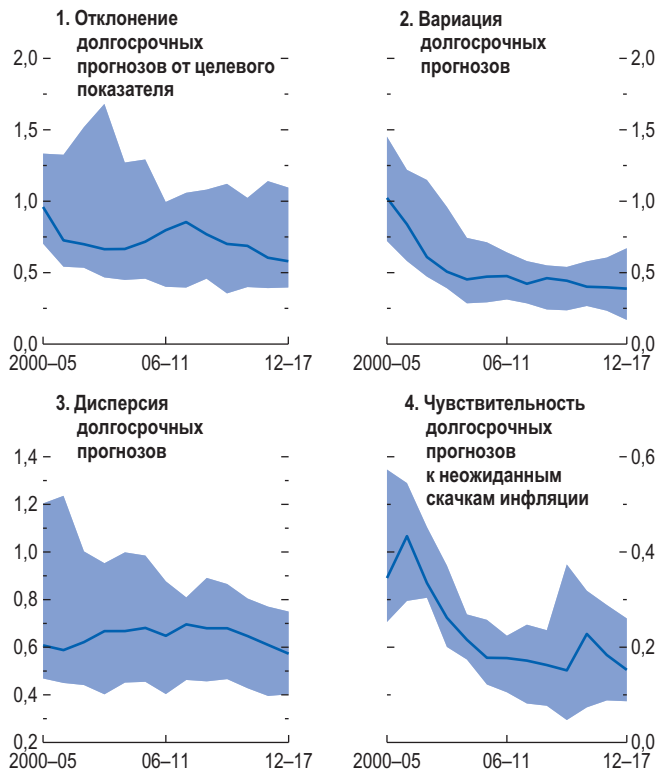 1. Отклонение
долгосрочных
прогнозов от целевого
показателя
2,0
1,5
1,0
0,5
0,0
2000–05
06–11
12–17
2. Вариация
долгосрочных
прогнозов
2,0
1,5
1,0
0,5
0,0
2000–05
06–11
12–17
3. Дисперсия
долгосрочных
прогнозов
1,4
1,2
1,0
0,8
0,6
0,4
0,2
2000–05
06–11
12–17
4. Чувствительность
долгосрочных
прогнозов
к неожиданным
скачкам инфляции
0,6
0,4
0,2
0,0
2000–05
06–11
12–17